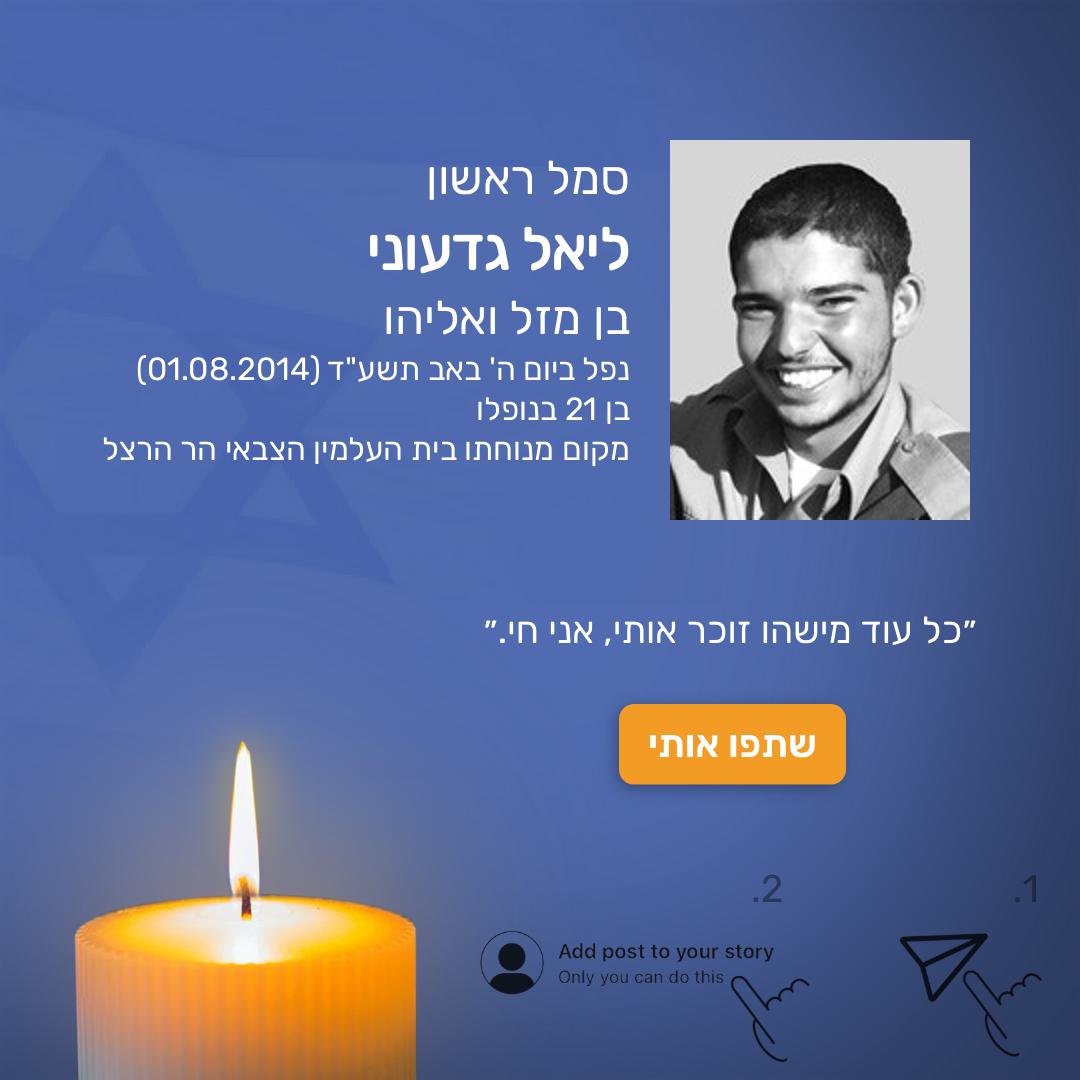 סמל ראשון
ליאל גדעוני
בן מזל ואליהו
נפל ביום ה' באב תשע"ד (01.08.2014)
בן 21 בנופלו
מקום מנוחתו בית העלמין הצבאי הר הרצל
״כל עוד מישהו זוכר אותי, אני חי.״
שתפו אותי
1.
2.
Add post to your story
Only you can do this